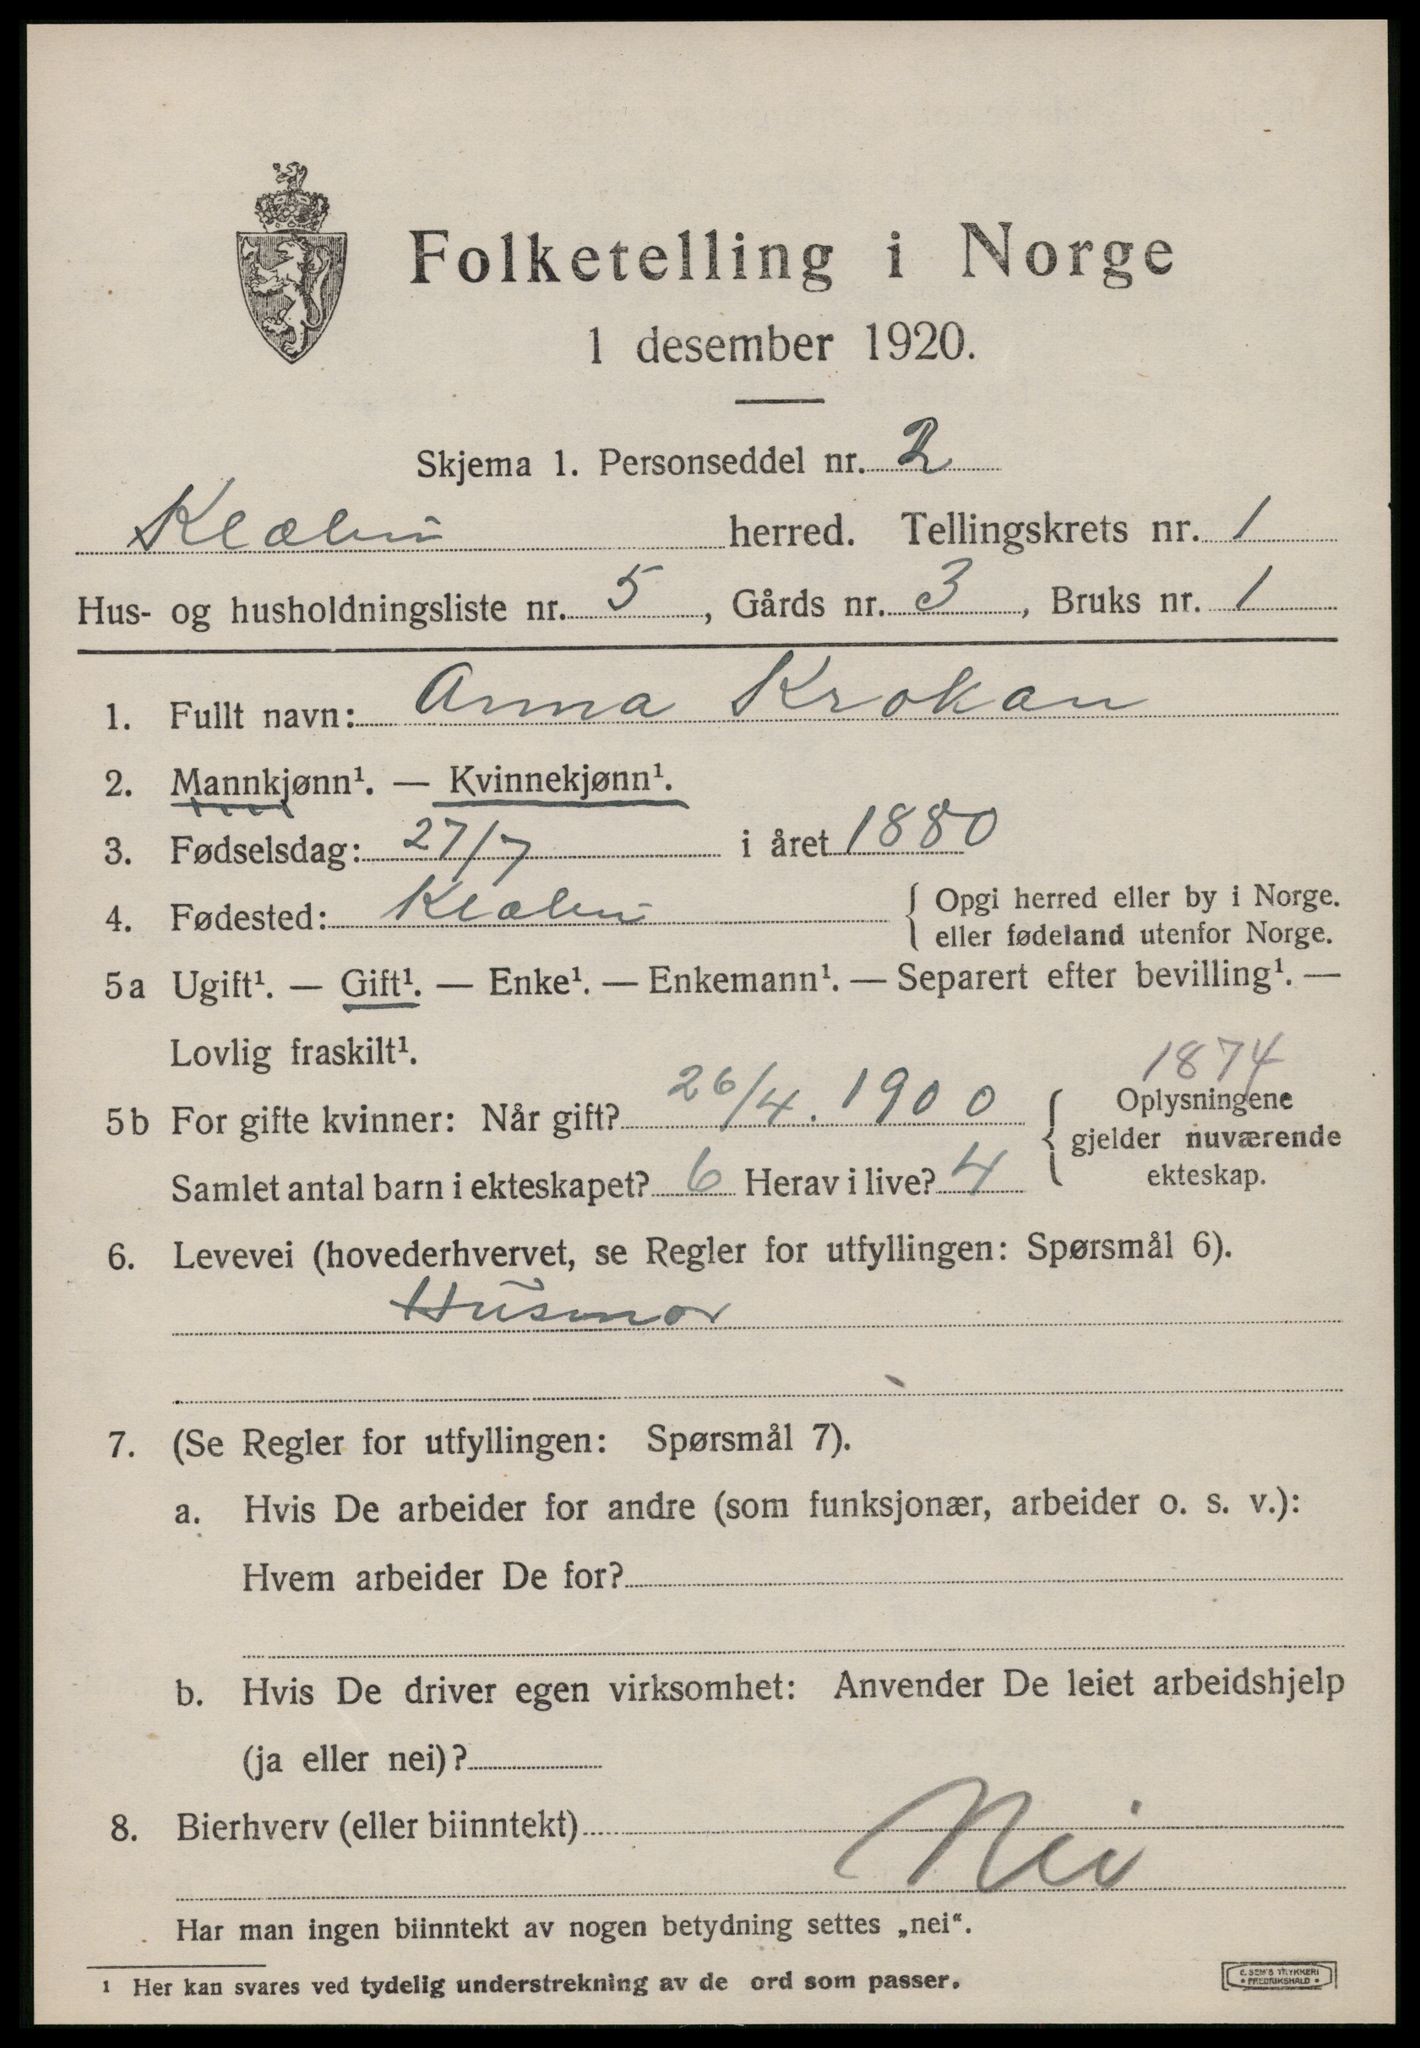 Folketelling i Norge
1 desember 1920.
Skjema 1. Personseddel nr. 2
Klæbu herred. Tellingskrets nr. 1
Hus- og husholdningsliste nr. 5, Gårds nr. 3, Bruks nr. 1
1. Fullt navn: Anna Krokan
2. Mannkjønn¹. — Kvinnekjønn¹.
3. Fødselsdag: 27/7 i året 1880
4. Fødested: Klæbu { Opgi herred eller by i Norge.
eller fødeland utenfor Norge.
5a Ugift¹. — Gift¹. — Enke¹. — Enkemann¹. — Separert efter bevilling¹. —
Lovlig fraskilt¹.
1874
5b For gifte kvinner: Når gift? 26/4. 1900 { Oplysningene
gjelder nuværende
Samlet antal barn i ekteskapet? 6 Herav i live? 4
ekteskap.
6. Levevei (hovederhvervet, se Regler for utfyllingen: Spørsmål 6).
Husmor
7. (Se Regler for utfyllingen: Spørsmål 7).
a. Hvis De arbeider for andre (som funksjonær, arbeider o. s. v.):
Hvem arbeider De for?
b. Hvis De driver egen virksomhet: Anvender De leiet arbeidshjelp
(ja eller nei)?
8. Bierhverv (eller biinntekt)
Nei
Har man ingen biinntekt av nogen betydning settes „nei“.
¹ Her kan svares ved tydelig understrekning av de ord som passer.
E. SEM'S TRYKKERI
• FREDRIKSHALD •